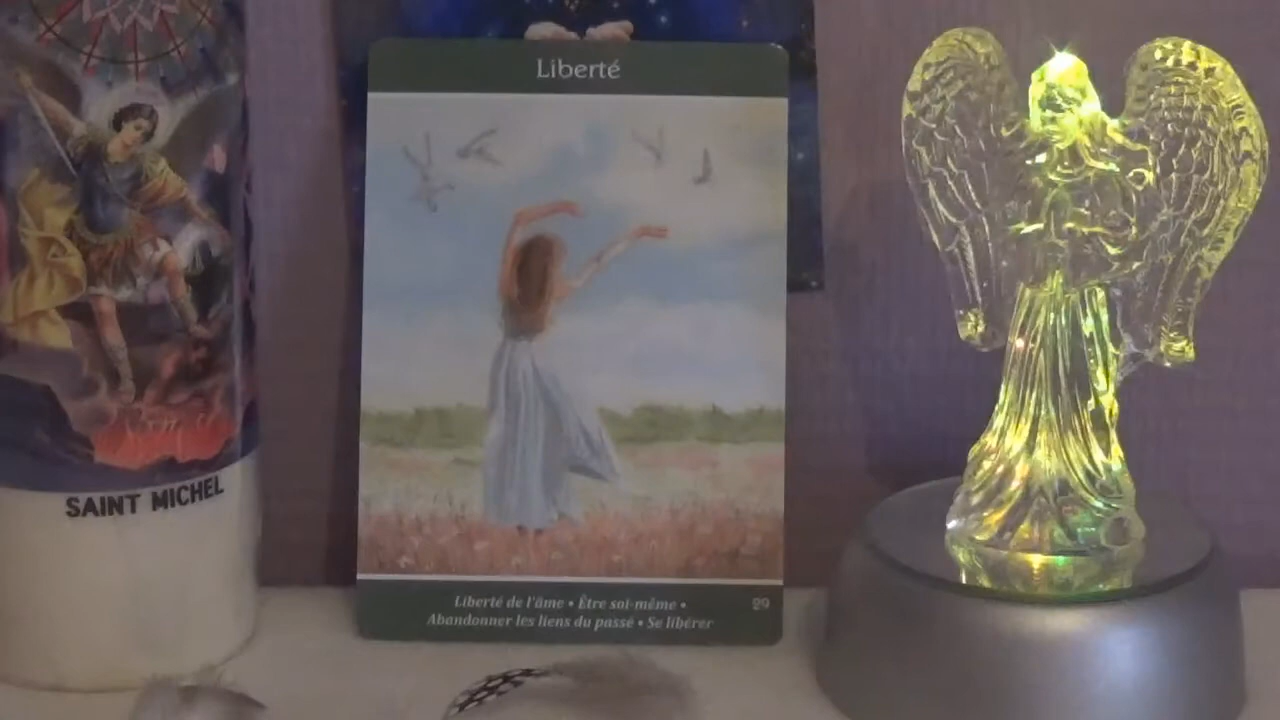 Liberté
SAINT MICHEL
Liberté de l'âme • Être soi-même •
29
Abandonner les liens du passé • Se libérer